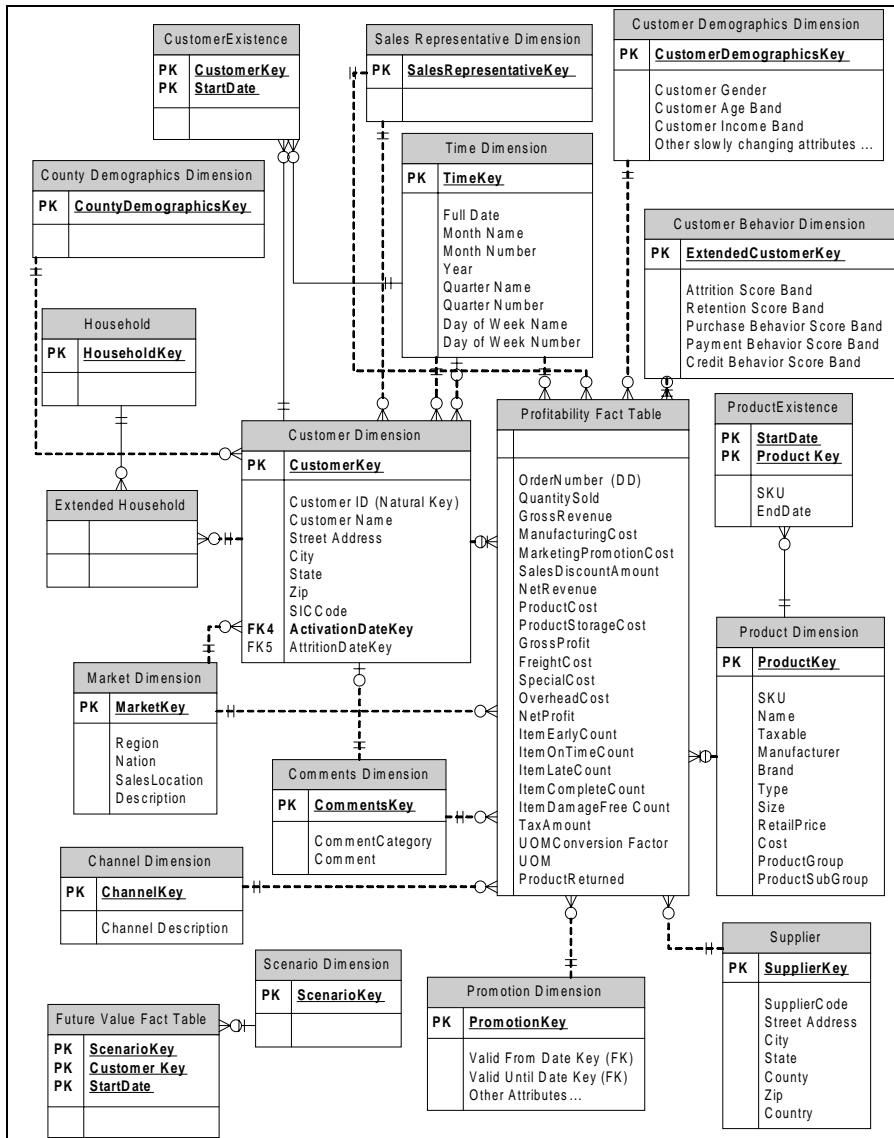 CustomerExistence
PK CustomerKey
PK StartDate
Sales Representative Dimension
PK SalesRepresentativeKey
Customer Demographics Dimension
PK CustomerDemographicsKey
Customer Gender
Customer Age Band
Customer Income Band
Other slowly changing attributes ...
County Demographics Dimension
PK CountyDemographicsKey
Time Dimension
PK TimeKey
Full Date
Month Name
Month Number
Year
Quarter Name
Quarter Number
Day of Week Name
Day of Week Number
Customer Behavior Dimension
PK ExtendedCustomerKey
Attrition Score Band
Retention Score Band
Purchase Behavior Score Band
Payment Behavior Score Band
Credit Behavior Score Band
Household
PK HouseholdKey
Extended Household
Customer Dimension
PK CustomerKey
Customer ID (Natural Key)
Customer Name
Street Address
City
State
Zip
SICCode
FK4 ActivationDateKey
FK5 AttritionDateKey
Profitability Fact Table
OrderNumber (DD)
QuantitySold
GrossRevenue
ManufacturingCost
MarketingPromotionCost
SalesDiscountAmount
NetRevenue
ProductCost
ProductStorageCost
GrossProfit
FreightCost
SpecialCost
OverheadCost
NetProfit
ItemEarlyCount
ItemOnTimeCount
ItemLateCount
ItemCompleteCount
ItemDamageFree Count
TaxAmount
UOMConversion Factor
UOM
ProductReturned
ProductExistence
PK StartDate
PK Product Key
SKU
EndDate
Product Dimension
PK ProductKey
SKU
Name
Taxable
Manufacturer
Brand
Type
Size
RetailPrice
Cost
ProductGroup
ProductSubGroup
Market Dimension
PK MarketKey
Region
Nation
SalesLocation
Description
Comments Dimension
PK CommentsKey
CommentCategory
Comment
Channel Dimension
PK ChannelKey
Channel Description
Scenario Dimension
PK ScenarioKey
Future Value Fact Table
PK ScenarioKey
PK Customer Key
PK StartDate
Promotion Dimension
PK PromotionKey
Valid From Date Key (FK)
Valid Until Date Key (FK)
Other Attributes...
Supplier
PK SupplierKey
SupplierCode
Street Address
City
State
County
Zip
Country